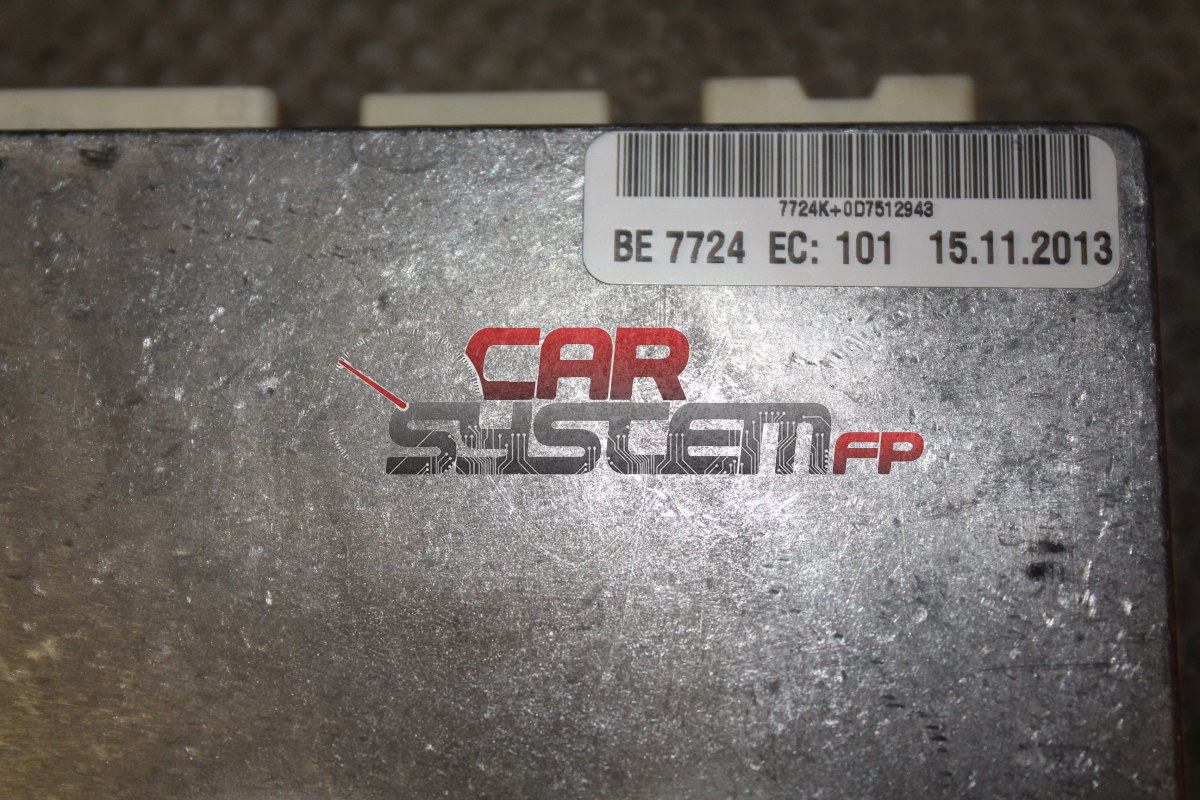 7724K+0D7512943
BE 7724 EC: 101 15.11.2013
CAR
SYSTEM FP